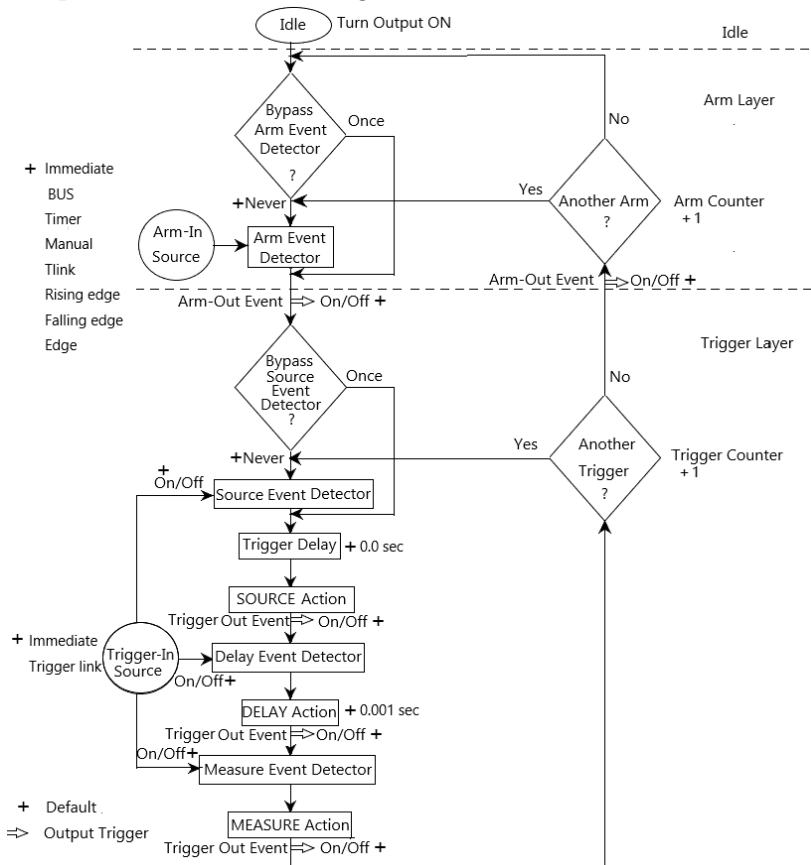 Idle
Turn Output ON
Idle
Bypass
Arm Event
Detector
?
Once
No
Arm Layer
+ Immediate
BUS
Timer
Manual
Tlink
Rising edge
Falling edge
Edge
+Never
Yes
Another Arm
?
Arm Counter
+1
Arm-In
Source
Arm Event
Detector
Arm-Out Event
On/Off +
Arm-Out Event
On/Off +
Bypass
Source
Event
Detector
?
Once
No
Trigger Layer
+Never
Yes
Another
Trigger
?
Trigger Counter
+1
+
On/Off
Source Event Detector
Trigger Delay
+ 0.0 sec
SOURCE Action
Trigger Out Event
On/Off +
+ Immediate
Trigger link
Trigger-In
Source
On/Off+
Delay Event Detector
DELAY Action
+ 0.001 sec
Trigger Out Event
On/Off +
On/Off+
Measure Event Detector
MEASURE Action
Trigger Out Event
On/Off +
+ Default
Output Trigger